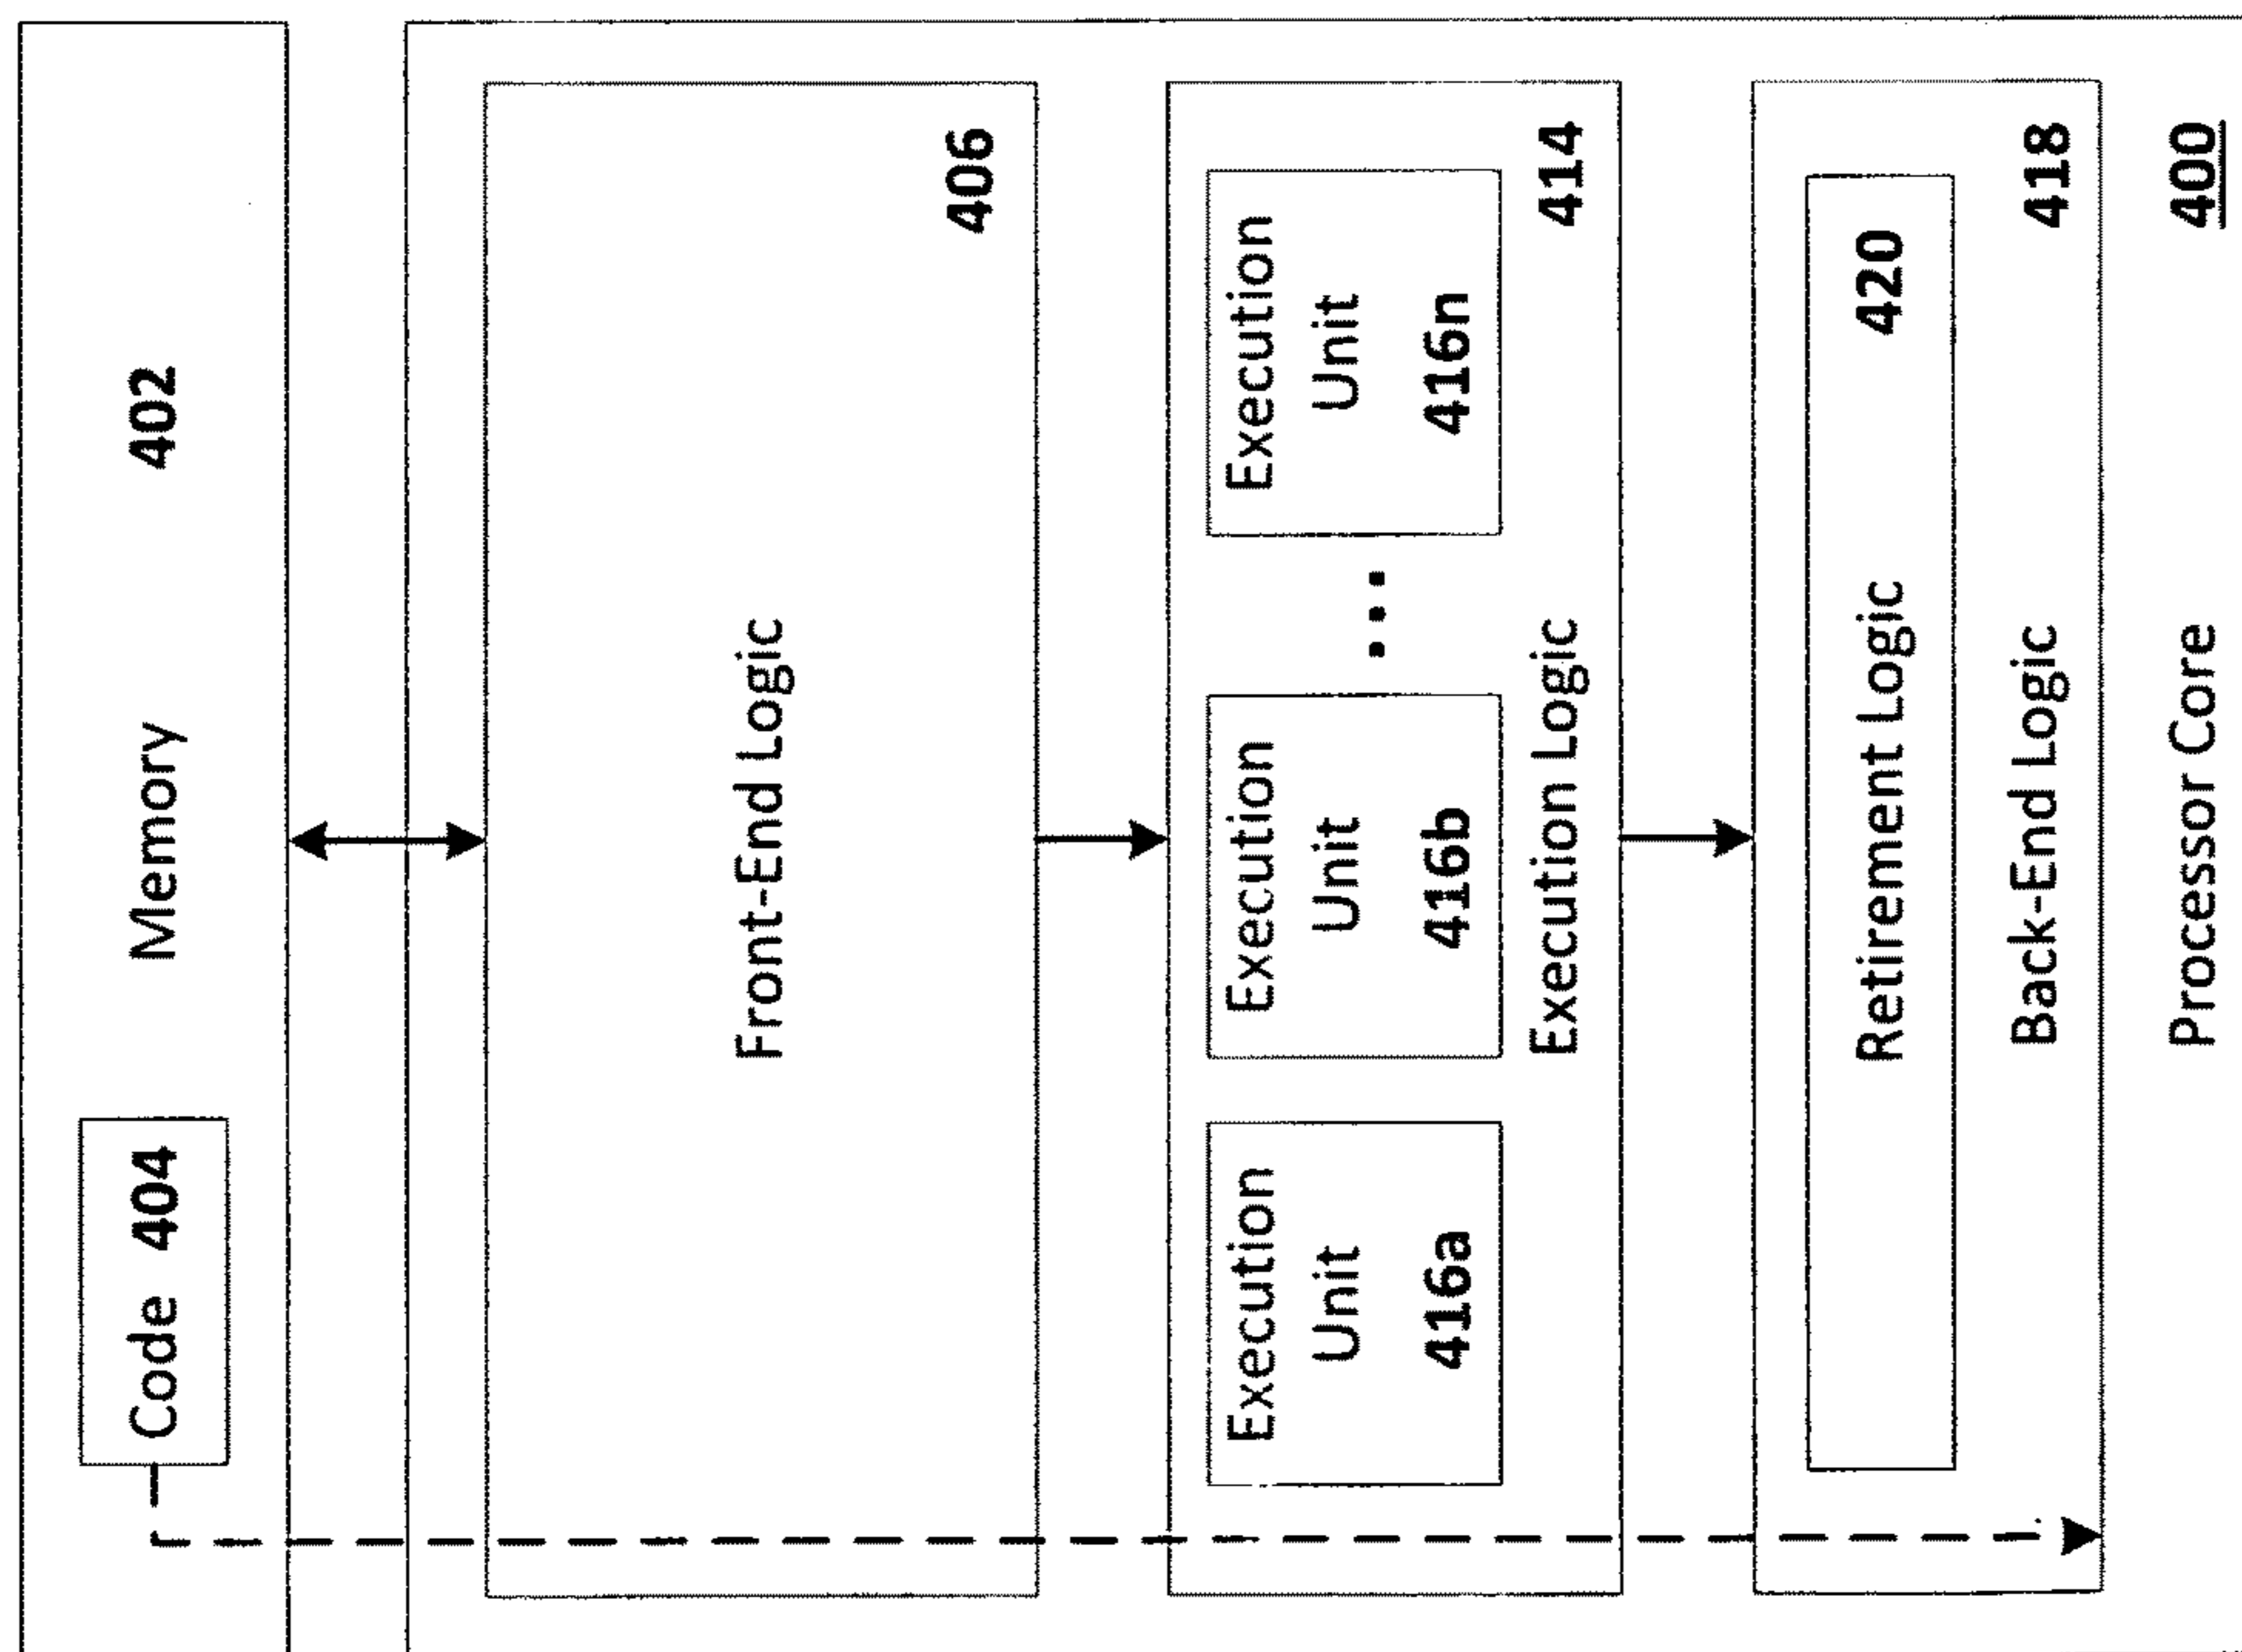 Code 404 Memory 402
Front-End Logic
406
Execution
Unit
416a
Execution
Unit
416b
...
Execution
Unit
416n
Execution Logic 414
Retirement Logic 420
Back-End Logic 418
Processor Core 400